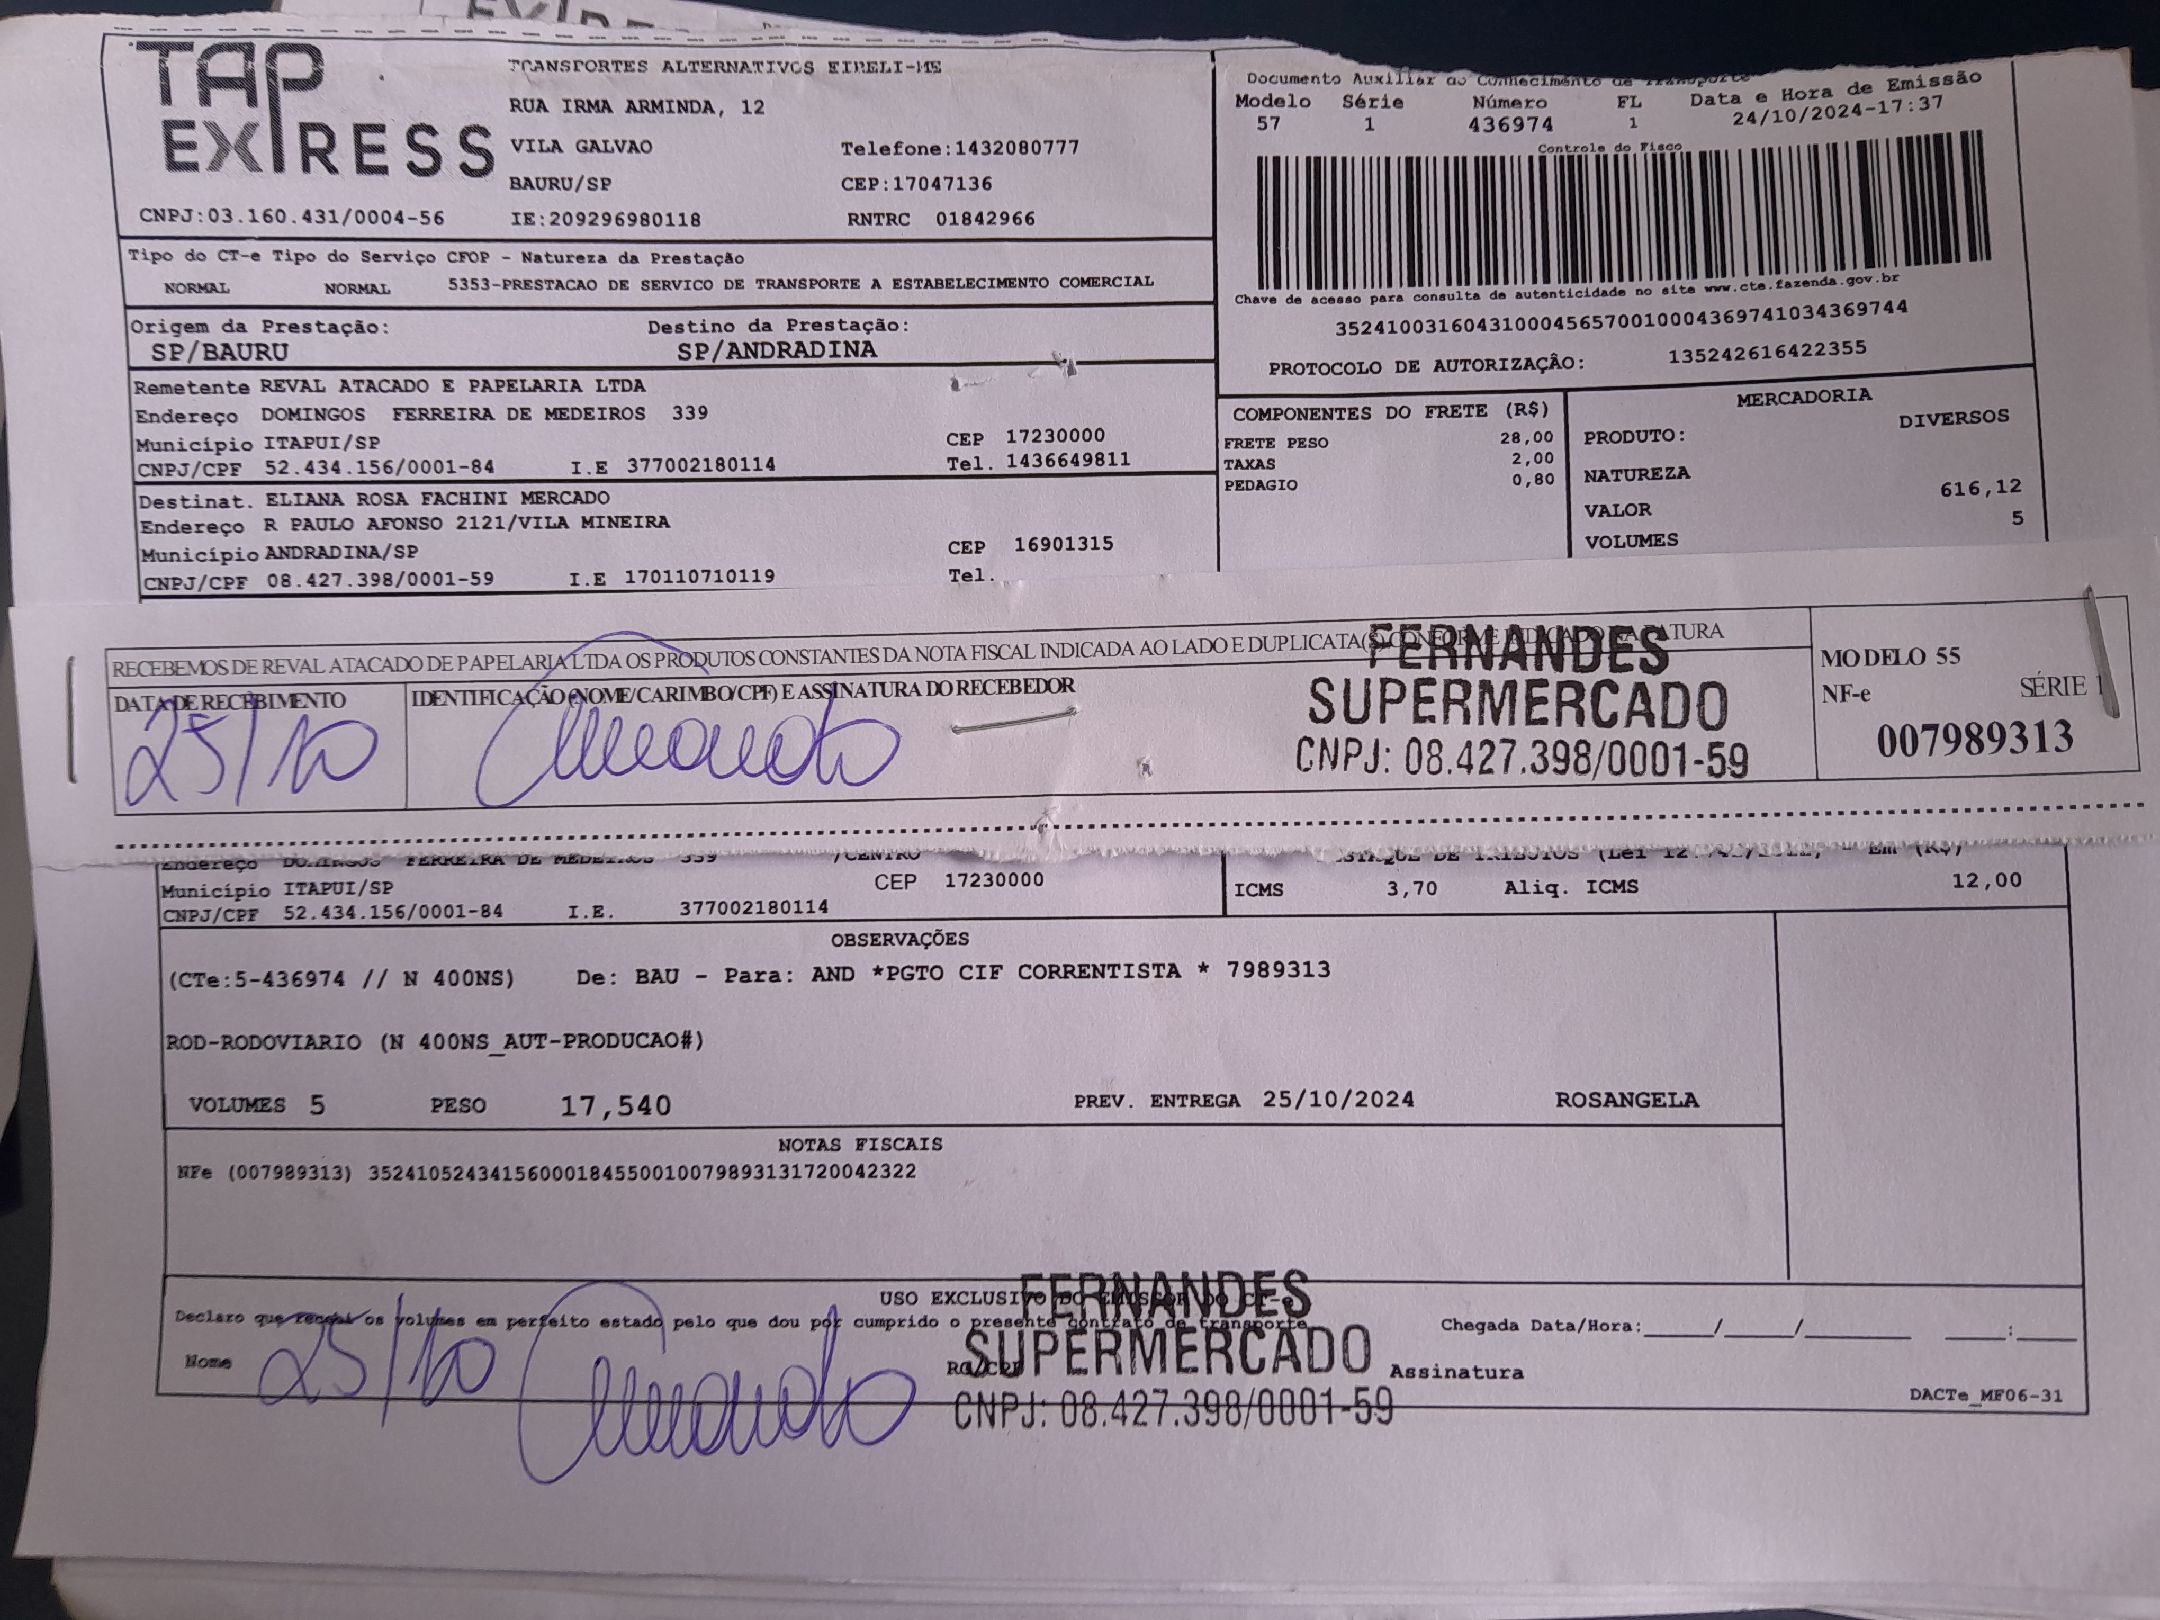 TAP EXPRESS
TRANSPORTES ALTERNATIVOS EIRELI-ME
RUA IRMA ARMINDA, 12
VILA GALVAO Telefone:1432080777
BAURU/SP CEP:17047136
CNPJ:03.160.431/0004-56 IE:209296980118 RNTRC 01842966
Documento Auxiliar do Conhecimento de Transporte
Modelo Série Número FL Data e Hora de Emissão
57 1 436974 1 24/10/2024-17:37
Controle do Fisco
Chave de acesso para consulta de autenticidade no site www.cte.fazenda.gov.br
35241003160431000456570010004369741034369744
PROTOCOLO DE AUTORIZAÇÂO: 135242616422355
Tipo do CT-e Tipo do Serviço CFOP - Natureza da Prestação
NORMAL NORMAL 5353-PRESTACAO DE SERVICO DE TRANSPORTE A ESTABELECIMENTO COMERCIAL
Origem da Prestação: Destino da Prestação:
SP/BAURU SP/ANDRADINA
Remetente REVAL ATACADO E PAPELARIA LTDA
Endereço DOMINGOS FERREIRA DE MEDEIROS 339
Município ITAPUI/SP CEP 17230000
CNPJ/CPF 52.434.156/0001-84 I.E 377002180114 Tel. 1436649811
Destinat. ELIANA ROSA FACHINI MERCADO
Endereço R PAULO AFONSO 2121/VILA MINEIRA
Município ANDRADINA/SP CEP 16901315
CNPJ/CPF 08.427.398/0001-59 I.E 170110710119 Tel.
COMPONENTES DO FRETE (R$)
FRETE PESO 28,00
TAXAS 2,00
PEDAGIO 0,80
MERCADORIA
PRODUTO: DIVERSOS
NATUREZA
VALOR 616,12
VOLUMES 5
RECEBEMOS DE REVAL ATACADO DE PAPELARIA LTDA OS PRODUTOS CONSTANTES DA NOTA FISCAL INDICADA AO LADO E DUPLICATA(S) CONFORME INDICADO NA FATURA
DATA DE RECEBIMENTO IDENTIFICAÇÃO (NOME/CARIMBO/CPF) E ASSINATURA DO RECEBEDOR
25/10
FERNANDES
SUPERMERCADO
CNPJ: 08.427.398/0001-59
MODELO 55
NF-e SÉRIE 1
007989313
Endereço DOMINGOS FERREIRA DE MEDEIROS 339 /CENTRO
Município ITAPUI/SP CEP 17230000
CNPJ/CPF 52.434.156/0001-84 I.E. 377002180114
ICMS 3,70 Aliq. ICMS 12,00
OBSERVAÇÕES
(CTe:5-436974 // N 400NS) De: BAU - Para: AND *PGTO CIF CORRENTISTA * 7989313
ROD-RODOVIARIO (N 400NS_AUT-PRODUCAO#)
VOLUMES 5 PESO 17,540 PREV. ENTREGA 25/10/2024 ROSANGELA
NOTAS FISCAIS
NFe (007989313) 35241052434156000184550010079893131720042322
USO EXCLUSIVO DO EMISSOR DO CT-e
Declaro que recebi os volumes em perfeito estado pelo que dou por cumprido o presente contrato de transporte
Chegada Data/Hora:_____/_____/_______ ____:____
Nome RG/CPF Assinatura
25/10
FERNANDES
SUPERMERCADO
CNPJ: 08.427.398/0001-59
DACTe_MF06-31